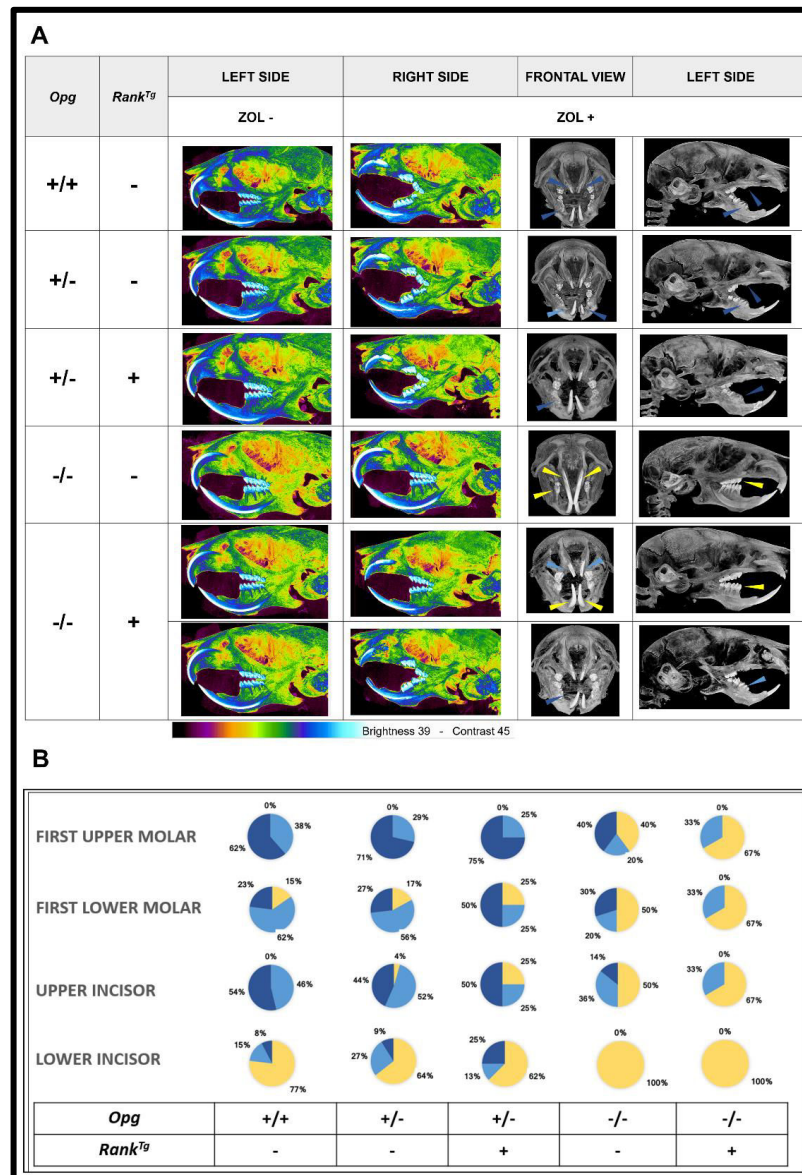 A
Opg Rank^Tg LEFT SIDE RIGHT SIDE FRONTAL VIEW LEFT SIDE
ZOL - ZOL +
+/+ -
+/- -
+/- +
-/- -
-/- +
Brightness 39 - Contrast 45
B
FIRST UPPER MOLAR 0% 38% 62% 0% 29% 71% 0% 25% 75% 40% 40% 20% 0% 33% 67%
FIRST LOWER MOLAR 23% 15% 62% 27% 17% 56% 25% 50% 25% 30% 50% 20% 0% 33% 67%
UPPER INCISOR 0% 54% 46% 4% 44% 52% 25% 50% 25% 14% 50% 36% 0% 33% 67%
LOWER INCISOR 8% 15% 77% 9% 27% 64% 25% 13% 62% 0% 100% 0% 100%
Opg +/+ +/- +/- -/- -/-
Rank^Tg - - + - +